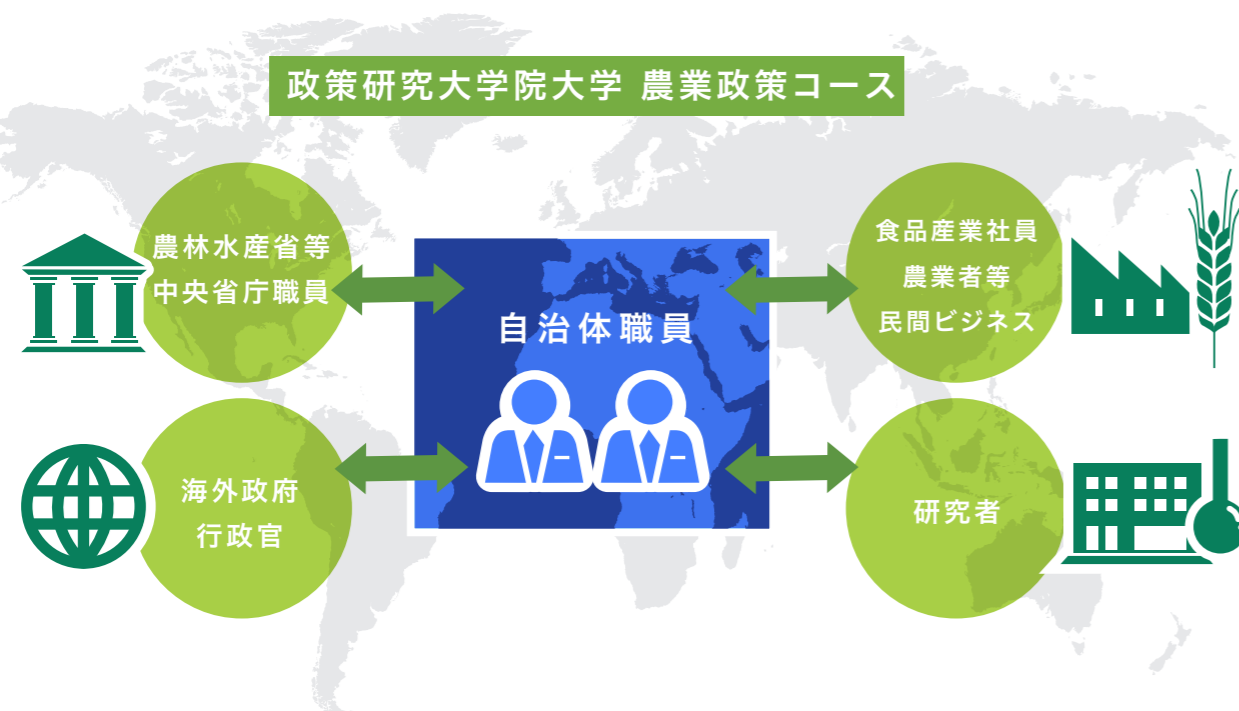 政策研究大学院大学 農業政策コース
農林水産省等
中央省庁職員
自治体職員
食品産業社員
農業者等
民間ビジネス
海外政府
行政官
研究者